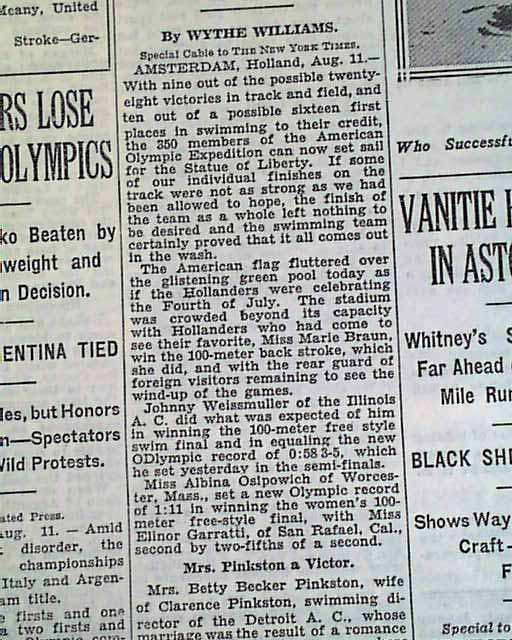 Mcany, United
Stroke—Ger-
RS LOSE
OLYMPICS
ko Beaten by
weight and
n Decision.
ENTINA TIED
les, but Honors
n—Spectators
Wild Protests.
ated Press.
Aug. 11. — Amid
disorder, the
championships
Italy and Argen-
am title.
e firsts and one
a two firsts and
By WYTHE WILLIAMS.
Special Cable to THE NEW YORK TIMES.
AMSTERDAM, Holland, Aug. 11.—
With nine out of the possible twenty-
eight victories in track and field, and
ten out of a possible sixteen first
places in swimming to their credit,
the 350 members of the American
Olympic Expedition can now set sail
for the Statue of Liberty. If some
of our individual finishes on the
track were not as strong as we had
been allowed to hope, the finish of
the team as a whole left nothing to
be desired and the swimming team
certainly proved that it all comes out
in the wash.
The American flag fluttered over
the glistening green pool today as
if the Hollanders were celebrating
the Fourth of July. The stadium
was crowded beyond its capacity
with Hollanders who had come to
see their favorite, Miss Marie Braun,
win the 100-meter back stroke, which
she did, and with the rear guard of
foreign visitors remaining to see the
wind-up of the games.
Johnny Weissmuller of the Illinois
A. C. did what was expected of him
in winning the 100-meter free style
swim final and in equaling the new
ODlympic record of 0:58 3-5, which
he set yesterday in the semi-finals.
Miss Albina Osipowich of Worces-
ter, Mass., set a new Olympic record
of 1:11 in winning the women's 100-
meter free-style final, with Miss
Elinor Garratti, of San Rafael, Cal.,
second by two-fifths of a second.
Mrs. Pinkston a Victor.
Mrs. Betty Becker Pinkston, wife
of Clarence Pinkston, swimming di-
rector of the Detroit A. C., whose
marriage was the result of a romance
Who Successfu
VANITIE
IN ASTO
Whitney's S
Far Ahead
Mile Run
BLACK SHE
Shows Way
Craft-
F
Special to